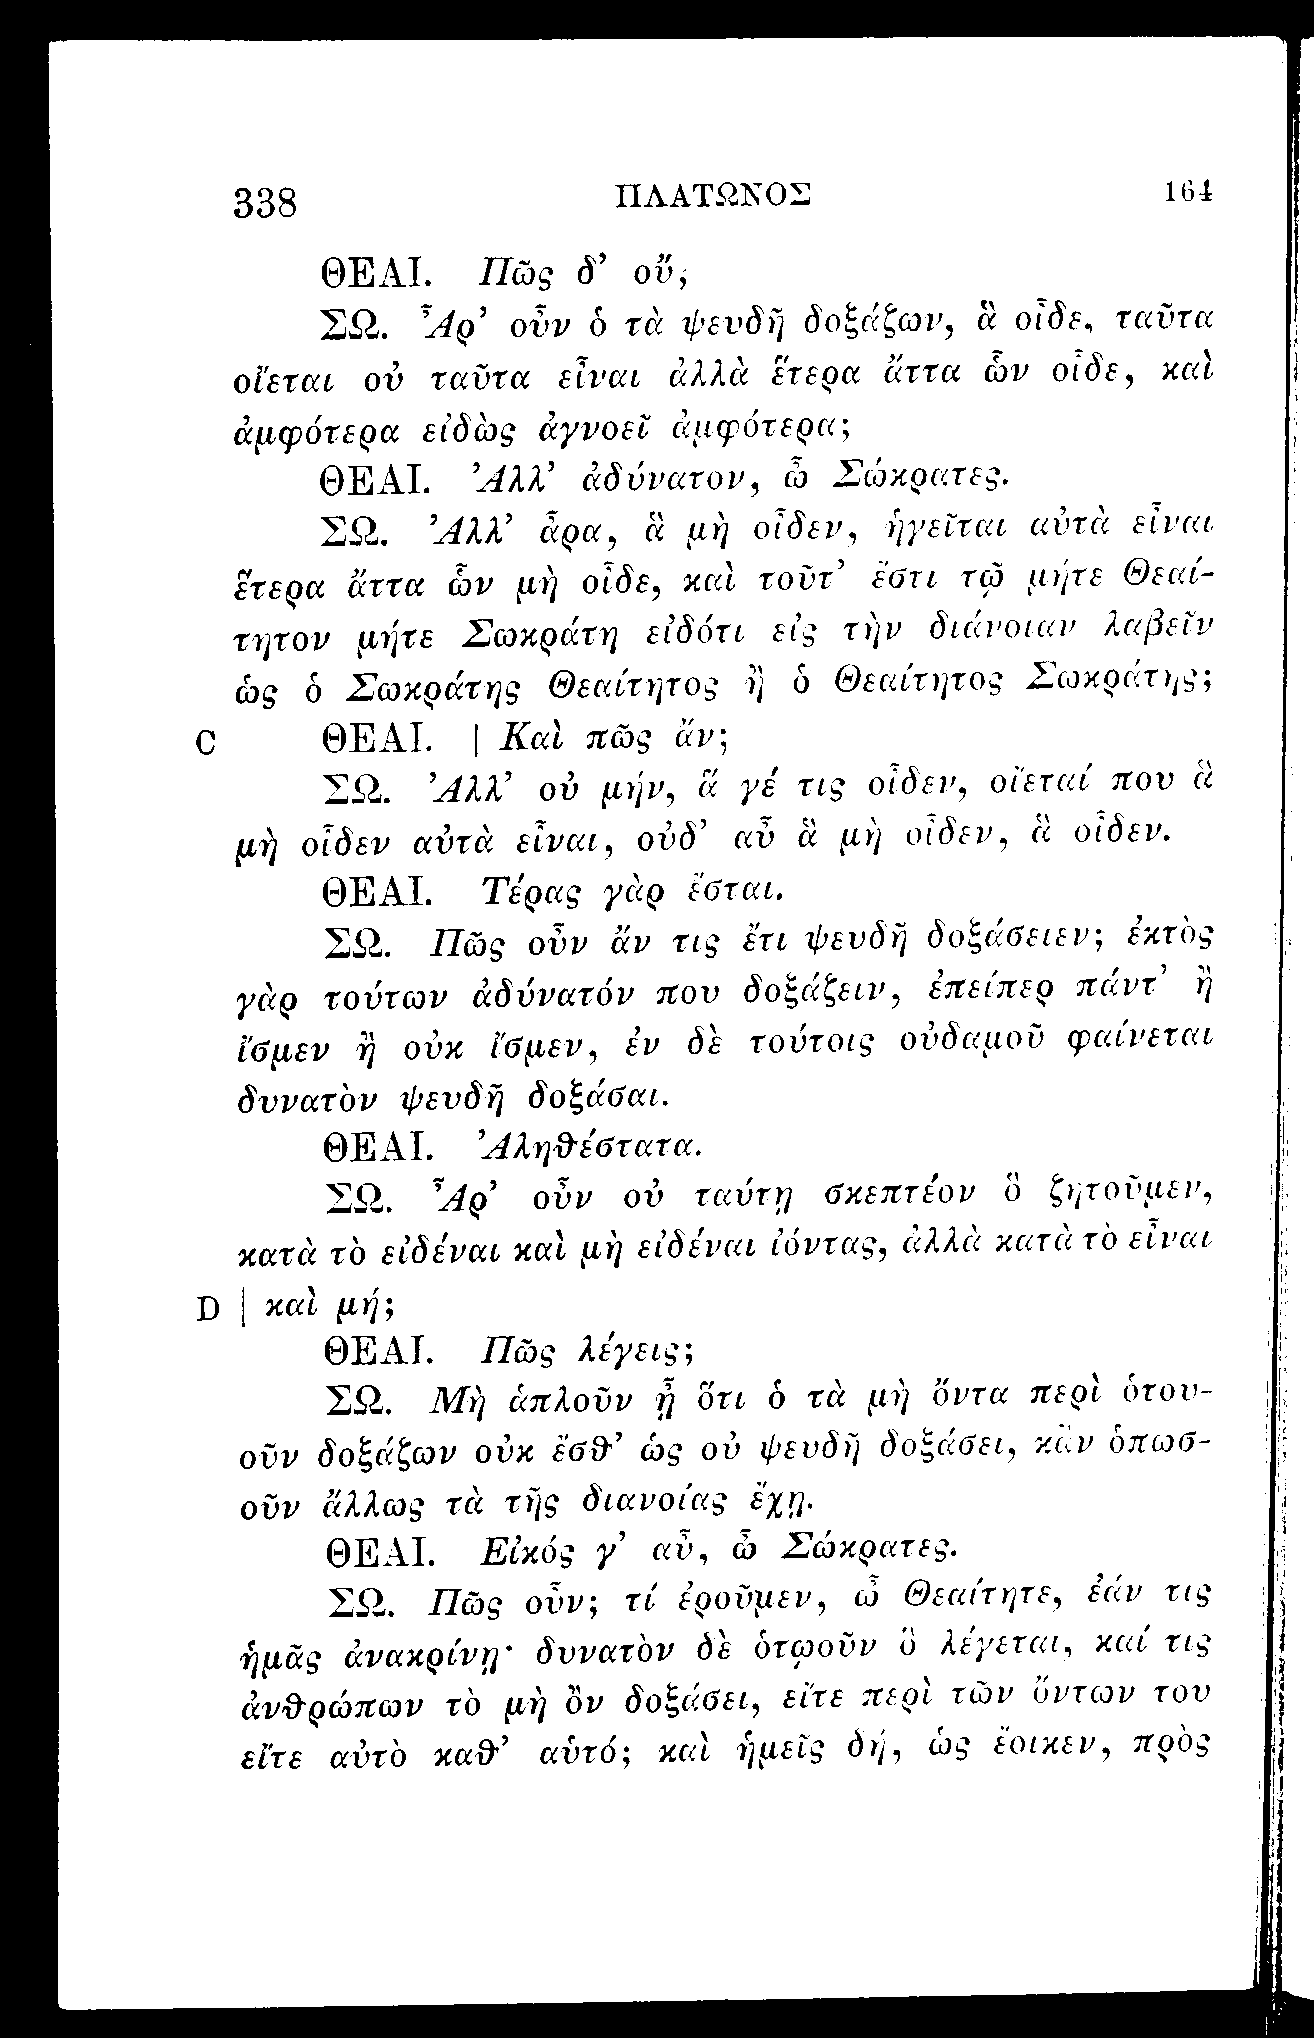 338 ΠΛΑΤΩΝΟΣ 164
ΘΕΑΙ. Πῶς δ’ οὔ;
ΣΩ. Ἆρ’ οὖν ὁ τὰ ψευδῆ δοξάζων, ἃ οἶδε, ταῦτα
οἴεται οὐ ταῦτα εἶναι ἀλλὰ ἕτερα ἄττα ὧν οἶδε, καὶ
ἀμφότερα εἰδὼς ἀγνοεῖ ἀμφότερα;
ΘΕΑΙ. Ἀλλ’ ἀδύνατον, ὦ Σώκρατες.
ΣΩ. Ἀλλ’ ἆρα, ἃ μὴ οἶδεν, ἡγεῖται αὐτὰ εἶναι
ἕτερα ἄττα ὧν μὴ οἶδε, καὶ τοῦτ’ ἔστι τῷ μήτε Θεαί-
τητον μήτε Σωκράτη εἰδότι εἰς τὴν διάνοιαν λαβεῖν
ὡς ὁ Σωκράτης Θεαίτητος ἢ ὁ Θεαίτητος Σωκράτης;
C ΘΕΑΙ. | Καὶ πῶς ἄν;
ΣΩ. Ἀλλ’ οὐ μήν, ἅ γέ τις οἶδεν, οἴεταί που ἃ
μὴ οἶδεν αὐτὰ εἶναι, οὐδ’ αὖ ἃ μὴ οἶδεν, ἃ οἶδεν.
ΘΕΑΙ. Τέρας γὰρ ἔσται.
ΣΩ. Πῶς οὖν ἄν τις ἔτι ψευδῆ δοξάσειεν; ἐκτὸς
γὰρ τούτων ἀδύνατόν που δοξάζειν, ἐπείπερ πάντ’ ἢ
ἴσμεν ἢ οὐκ ἴσμεν, ἐν δὲ τούτοις οὐδαμοῦ φαίνεται
δυνατὸν ψευδῆ δοξάσαι.
ΘΕΑΙ. Ἀληϑέστατα.
ΣΩ. Ἆρ’ οὖν οὐ ταύτῃ σκεπτέον ὃ ζητοῦμεν,
κατὰ τὸ εἰδέναι καὶ μὴ εἰδέναι ἰόντας, ἀλλὰ κατὰ τὸ εἶναι
D | καὶ μή;
ΘΕΑΙ. Πῶς λέγεις;
ΣΩ. Μὴ ἁπλοῦν ᾖ ὅτι ὁ τὰ μὴ ὄντα περὶ ὁτου-
οῦν δοξάζων οὐκ ἔσϑ’ ὡς οὐ ψευδῆ δοξάσει, κἂν ὁπωσ-
οῦν ἄλλως τὰ τῆς διανοίας ἔχῃ.
ΘΕΑΙ. Εἰκός γ’ αὖ, ὦ Σώκρατες.
ΣΩ. Πῶς οὖν; τί ἐροῦμεν, ὦ Θεαίτητε, ἐάν τις
ἡμᾶς ἀνακρίνῃ· δυνατὸν δὲ ὁτῳοῦν ὃ λέγεται, καί τις
ἀνϑρώπων τὸ μὴ ὂν δοξάσει, εἴτε περὶ τῶν ὄντων του
εἴτε αὐτὸ καϑ’ αὑτό; καὶ ἡμεῖς δή, ὡς ἔοικεν, πρὸς